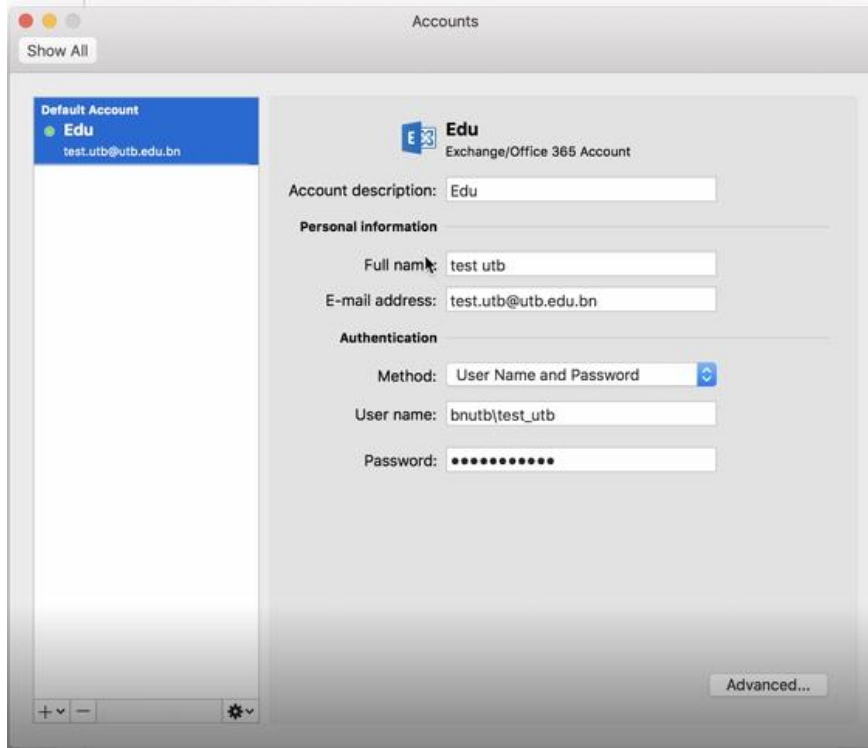 Accounts
Show All
Default Account
Edu
test.utb@utb.edu.bn
E
Edu
Exchange/Office 365 Account
Account description: Edu
Personal information
Full name: test utb
E-mail address: test.utb@utb.edu.bn
Authentication
Method: User Name and Password
User name: bnutb\test_utb
Password: •••••••••••
Advanced...